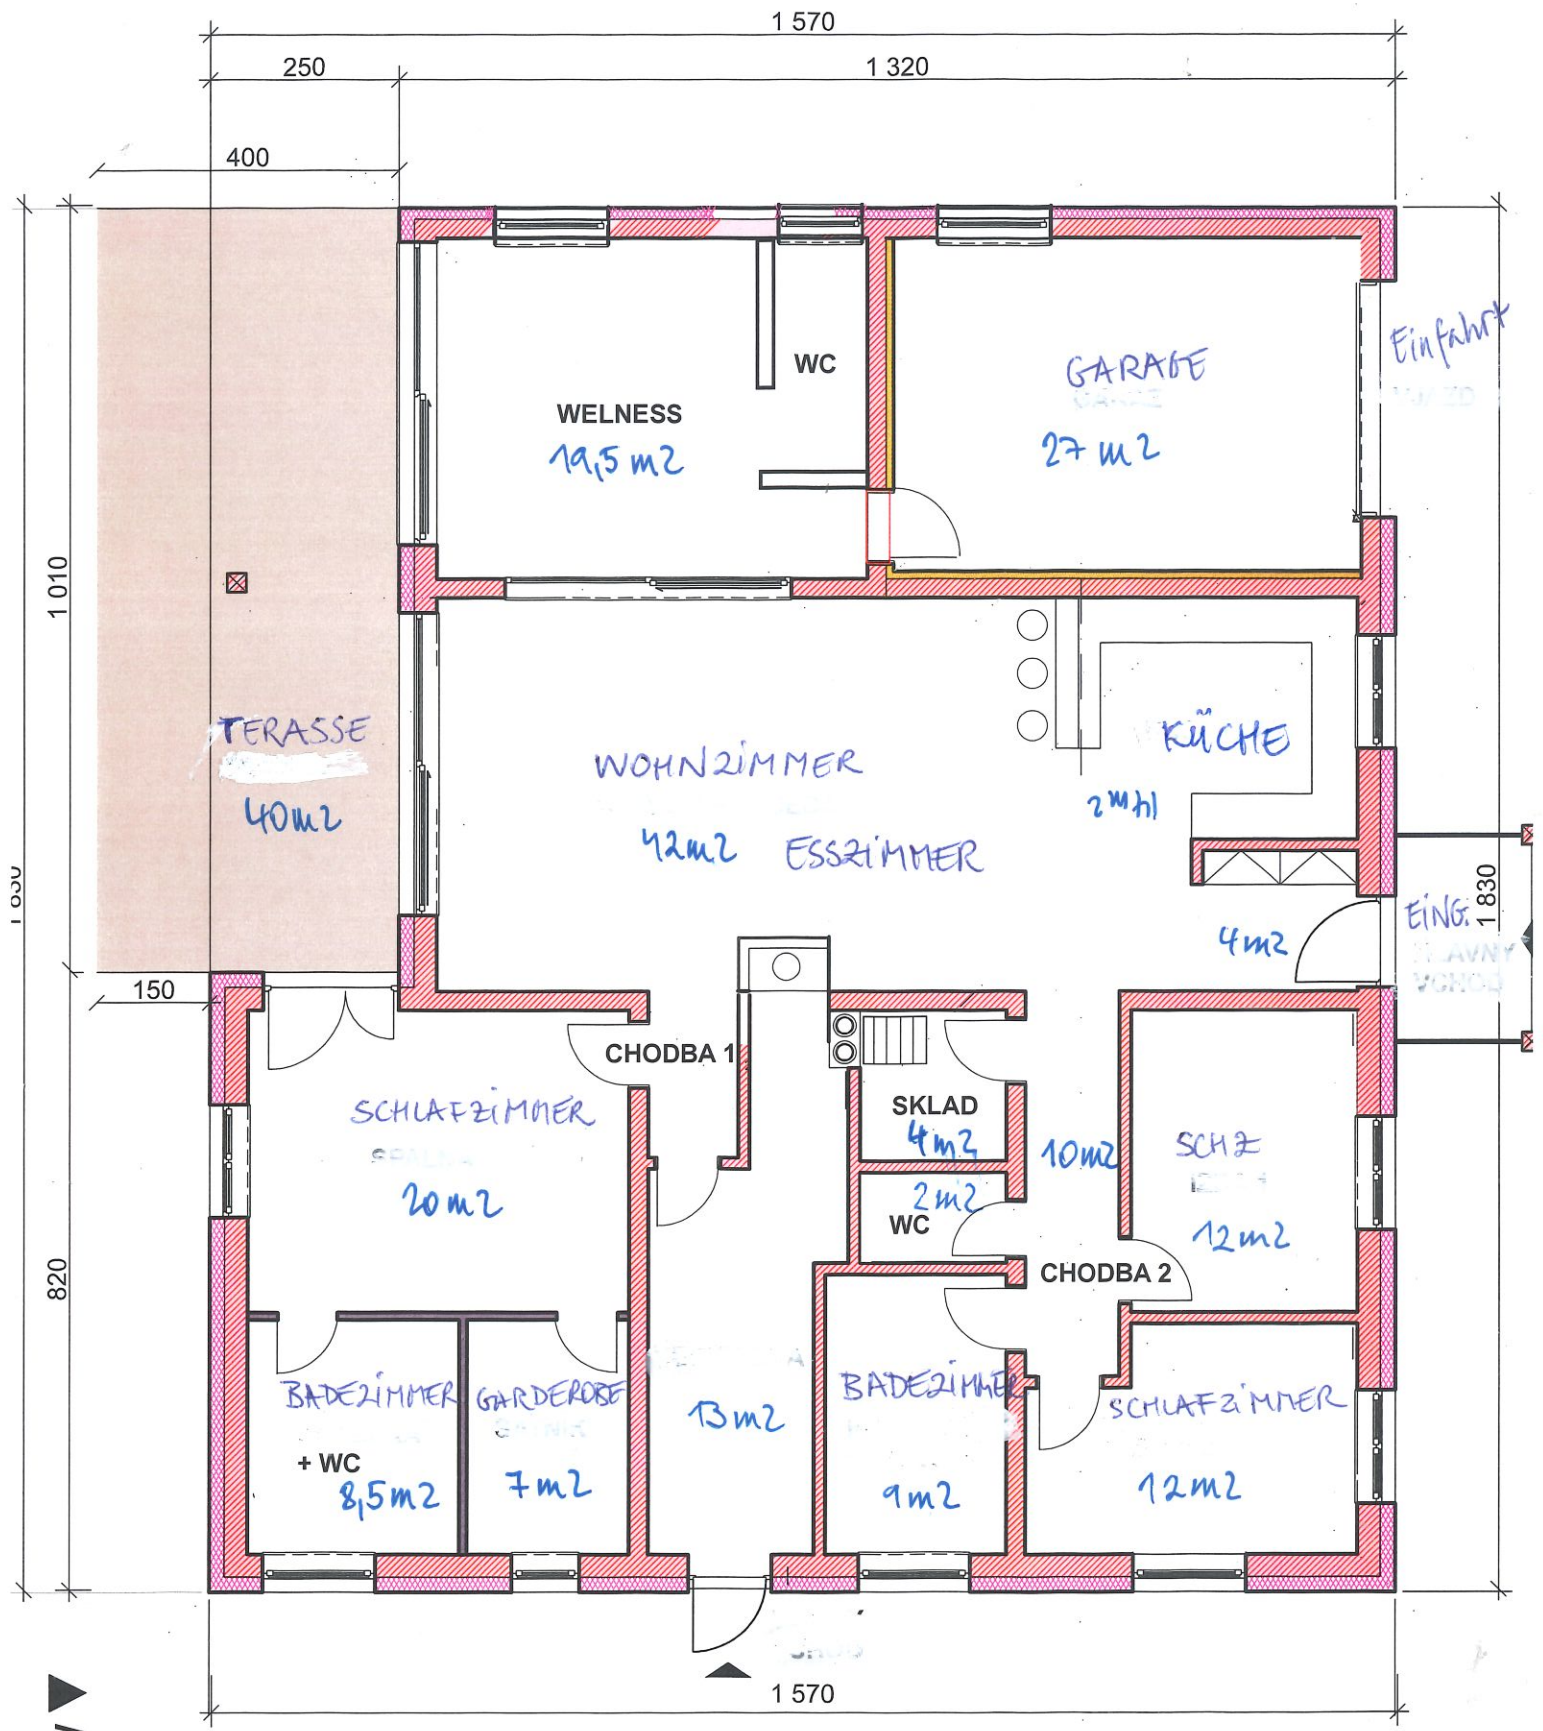 1 570
250
1 320
400
WC
GARAGE
Einfahrt
WELNESS
19,5 m2
27 m2
1 010
TERASSE
40m2
WOHNZIMMER
KÜCHE
42m2
ESSZIMMER
4m2
EING.
1 830
1 830
150
CHODBA 1
SCHLAFZIMMER
20m2
SKLAD
4m2
10m2
SCHZ
12m2
2m2
WC
CHODBA 2
820
BADEZIMMER
+ WC
8,5m2
GARDEROBE
7m2
13m2
BADEZIMMER
9m2
SCHLAFZIMMER
12m2
1 570